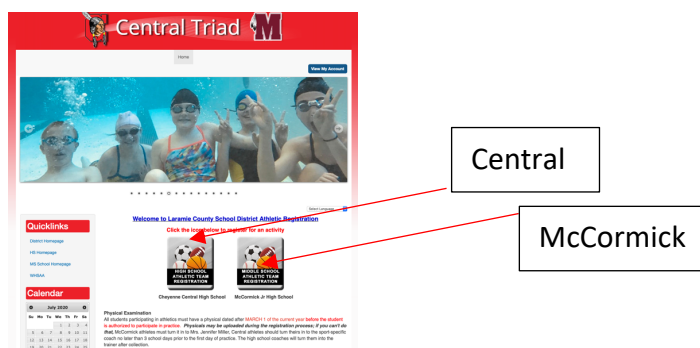 Central Triad
M
Home
View My Account
Select Language
Welcome to Laramie County School District Athletic Registration
Click the icon below to register for an activity
Quicklinks
District Homepage
HS Homepage
MS School Homepage
WHSAA
HIGH SCHOOL
ATHLETIC TEAM
REGISTRATION
MIDDLE SCHOOL
ATHLETIC TEAM
REGISTRATION
Cheyenne Central High School
McCormick Jr High School
Calendar
July 2020
Su Mo Tu We Th Fr Sa
1 2 3 4
5 6 7 8 9 10 11
12 13 14 15 16 17 18
19 20 21 22 23 24 25
Physical Examination
All students participating in athletics must have a physical dated after MARCH 1 of the current year before the student
is authorized to participate in practice. Physicals may be uploaded during the registration process; if you can't do
that, McCormick athletes must turn it in to Mrs. Jennifer Miller, Central athletes should turn theirs in to the sport-specific
coach no later than 3 school days prior to the first day of practice. The high school coaches will turn them into the
trainer after collection.
Central
McCormick